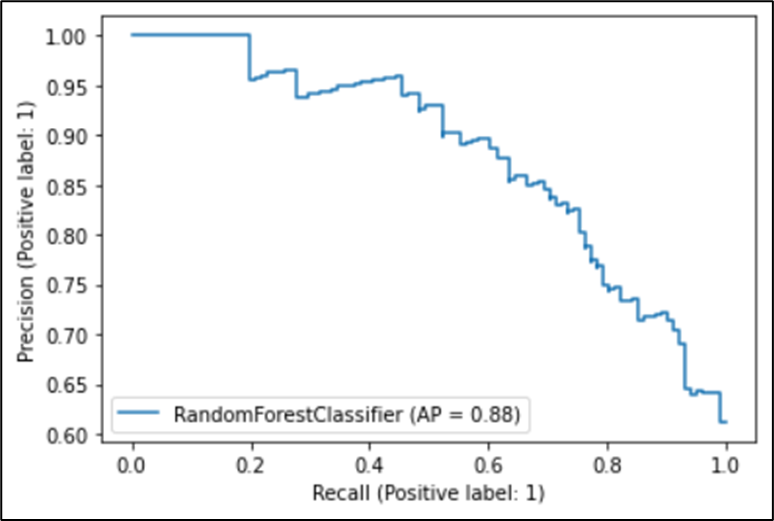 Precision (Positive label: 1)
1.00
0.95
0.90
0.85
0.80
0.75
0.70
0.65
0.60
RandomForestClassifier (AP = 0.88)
0.0 0.2 0.4 0.6 0.8 1.0
Recall (Positive label: 1)